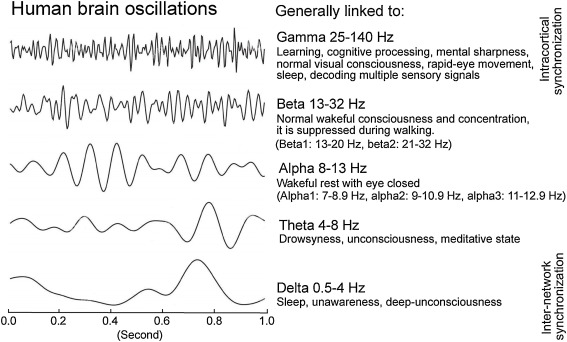 Human brain oscillations
Generally linked to:
Gamma 25-140 Hz
Learning, cognitive processing, mental sharpness,
normal visual consciousness, rapid-eye movement,
sleep, decoding multiple sensory signals
Beta 13-32 Hz
Normal wakeful consciousness and concentration,
it is suppressed during walking.
(Beta1: 13-20 Hz, beta2: 21-32 Hz)
Alpha 8-13 Hz
Wakeful rest with eye closed
(Alpha1: 7-8.9 Hz, alpha2: 9-10.9 Hz, alpha3: 11-12.9 Hz)
Theta 4-8 Hz
Drowsyness, unconsciousness, meditative state
Delta 0.5-4 Hz
Sleep, unawareness, deep-unconsciousness
0.0 0.2 0.4 0.6 0.8 1.0
(Second)
Intracortical
synchronization
Inter-network
synchronization